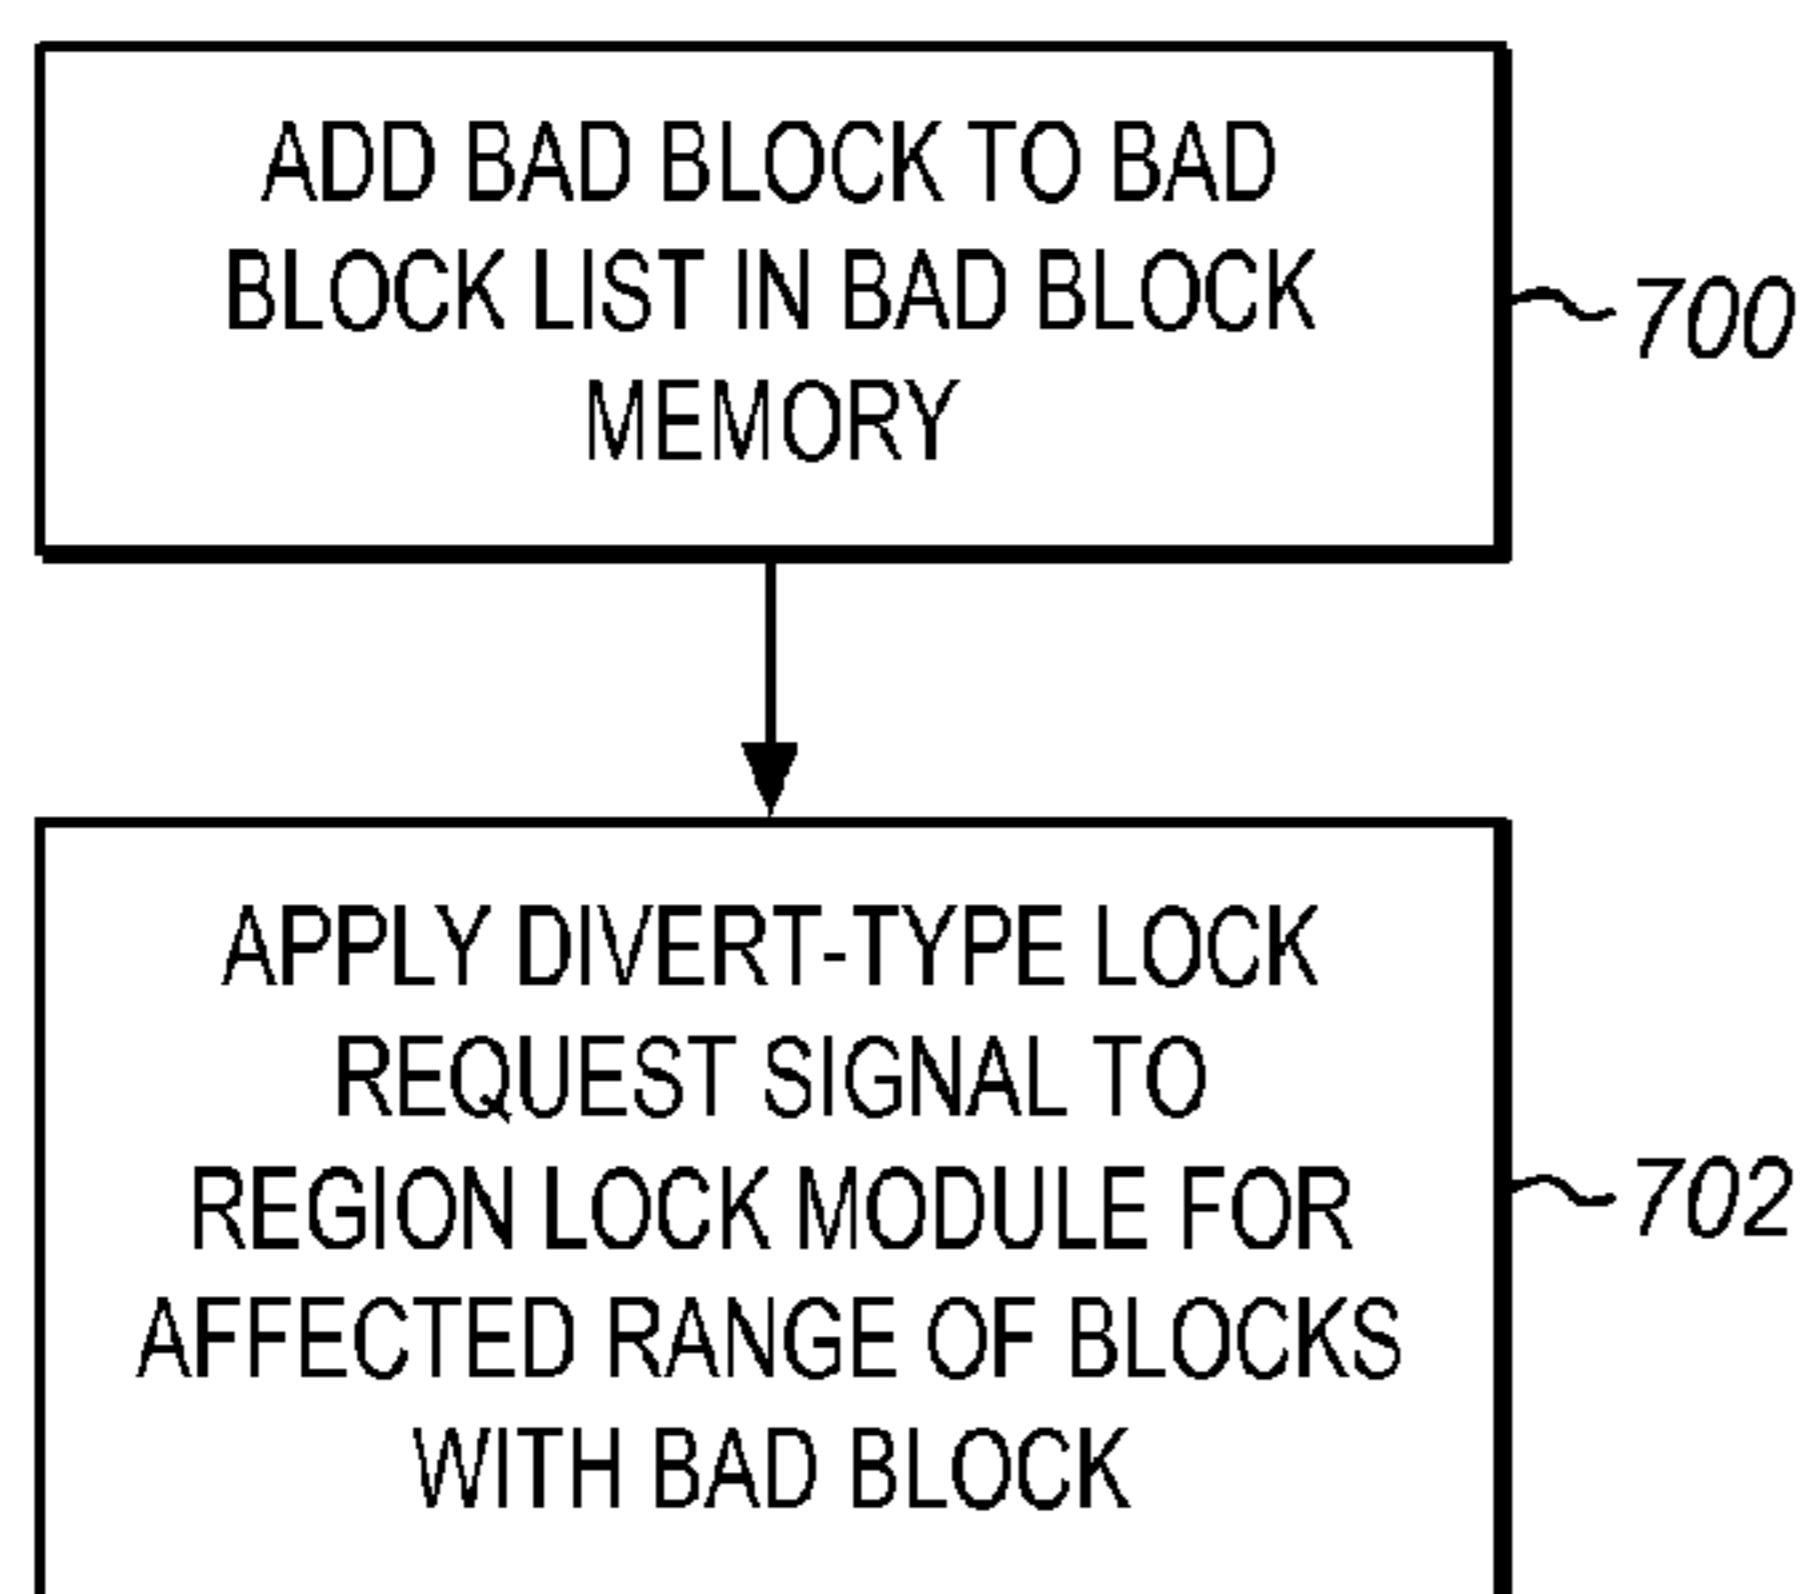 ADD BAD BLOCK TO BAD
BLOCK LIST IN BAD BLOCK
MEMORY
700
APPLY DIVERT-TYPE LOCK
REQUEST SIGNAL TO
REGION LOCK MODULE FOR
AFFECTED RANGE OF BLOCKS
WITH BAD BLOCK
702